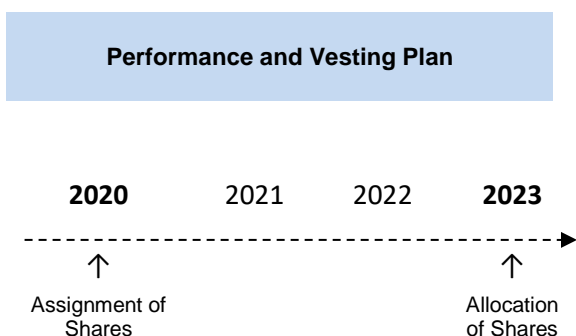 Performance and Vesting Plan
2020 2021 2022 2023
Assignment of Shares
Allocation of Shares